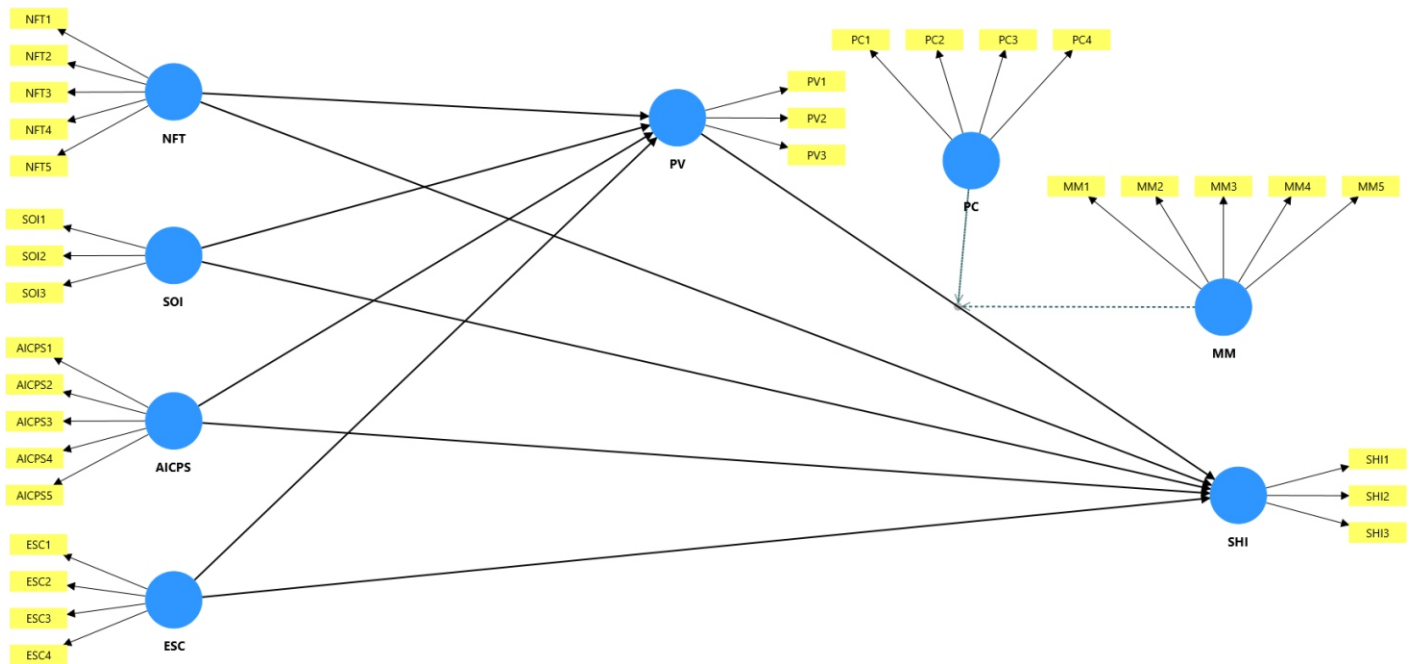 NFT1
NFT2
NFT3
NFT4
NFT5
NFT
SOI1
SOI2
SOI3
SOI
AICPS1
AICPS2
AICPS3
AICPS4
AICPS5
AICPS
ESC1
ESC2
ESC3
ESC4
ESC
PV
PV1
PV2
PV3
PC1 PC2 PC3 PC4
PC
MM1 MM2 MM3 MM4 MM5
MM
SHI1
SHI2
SHI3
SHI